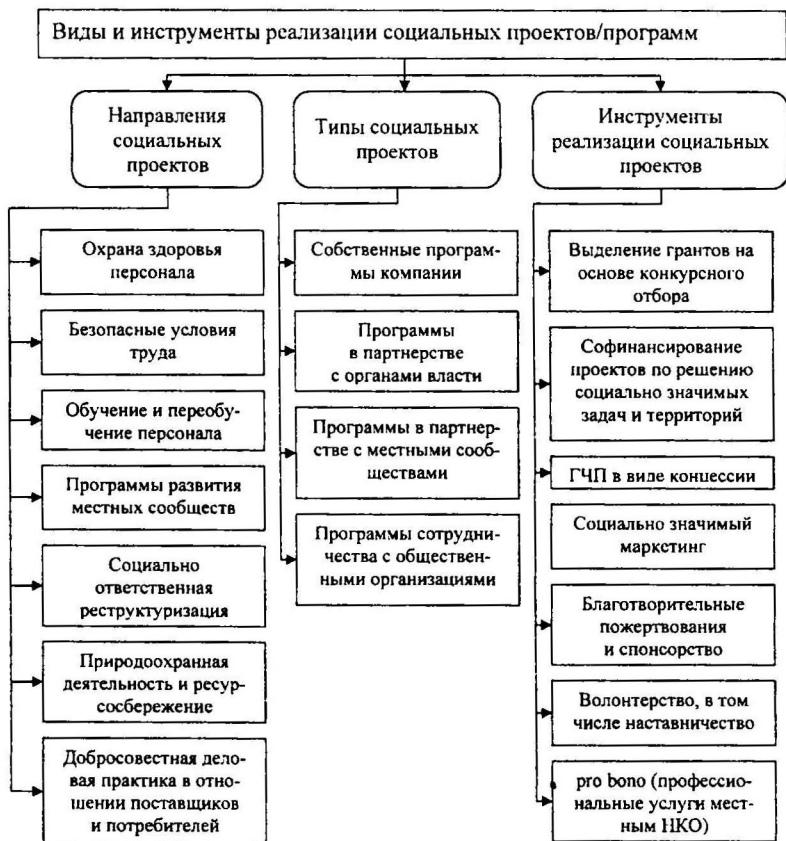 Виды и инструменты реализации социальных проектов/программ
Направления
социальных
проектов
Типы социальных
проектов
Инструменты
реализации социальных
проектов
Охрана здоровья
персонала
Безопасные условия
труда
Обучение и переобу-
чение персонала
Программы развития
местных сообществ
Социально
ответственная
реструктуризация
Природоохранная
деятельность и ресур-
сосбережение
Добросовестная дело-
вая практика в отно-
шении поставщиков
и потребителей
Собственные програм-
мы компании
Программы
в партнерстве
с органами власти
Программы в партнер-
стве с местными сооб-
ществами
Программы сотрудни-
чества с обществен-
ными организациями
Выделение грантов на
основе конкурсного
отбора
Софинансирование
проектов по решению
социально значимых
задач и территорий
ГЧП в виде концессии
Социально значимый
маркетинг
Благотворительные
пожертвования
и спонсорство
Волонтерство, в том
числе наставничество
pro bono (профессио-
нальные услуги мест-
ным НКО)